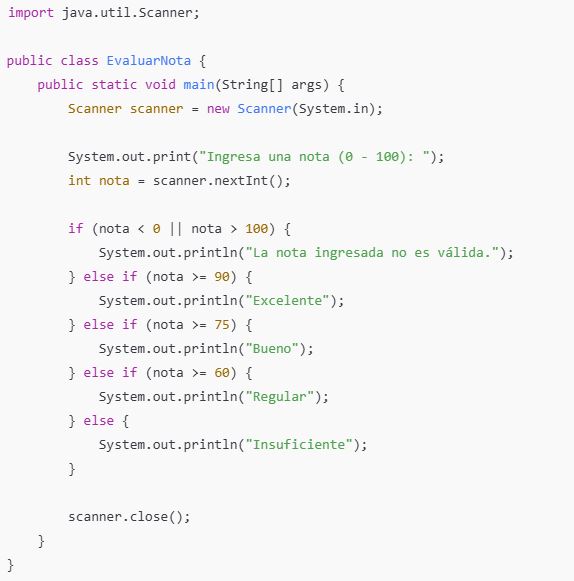 import java.util.Scanner;

public class EvaluarNota {
    public static void main(String[] args) {
        Scanner scanner = new Scanner(System.in);

        System.out.print("Ingresa una nota (0 - 100): ");
        int nota = scanner.nextInt();

        if (nota < 0 || nota > 100) {
            System.out.println("La nota ingresada no es válida.");
        } else if (nota >= 90) {
            System.out.println("Excelente");
        } else if (nota >= 75) {
            System.out.println("Bueno");
        } else if (nota >= 60) {
            System.out.println("Regular");
        } else {
            System.out.println("Insuficiente");
        }

        scanner.close();
    }
}